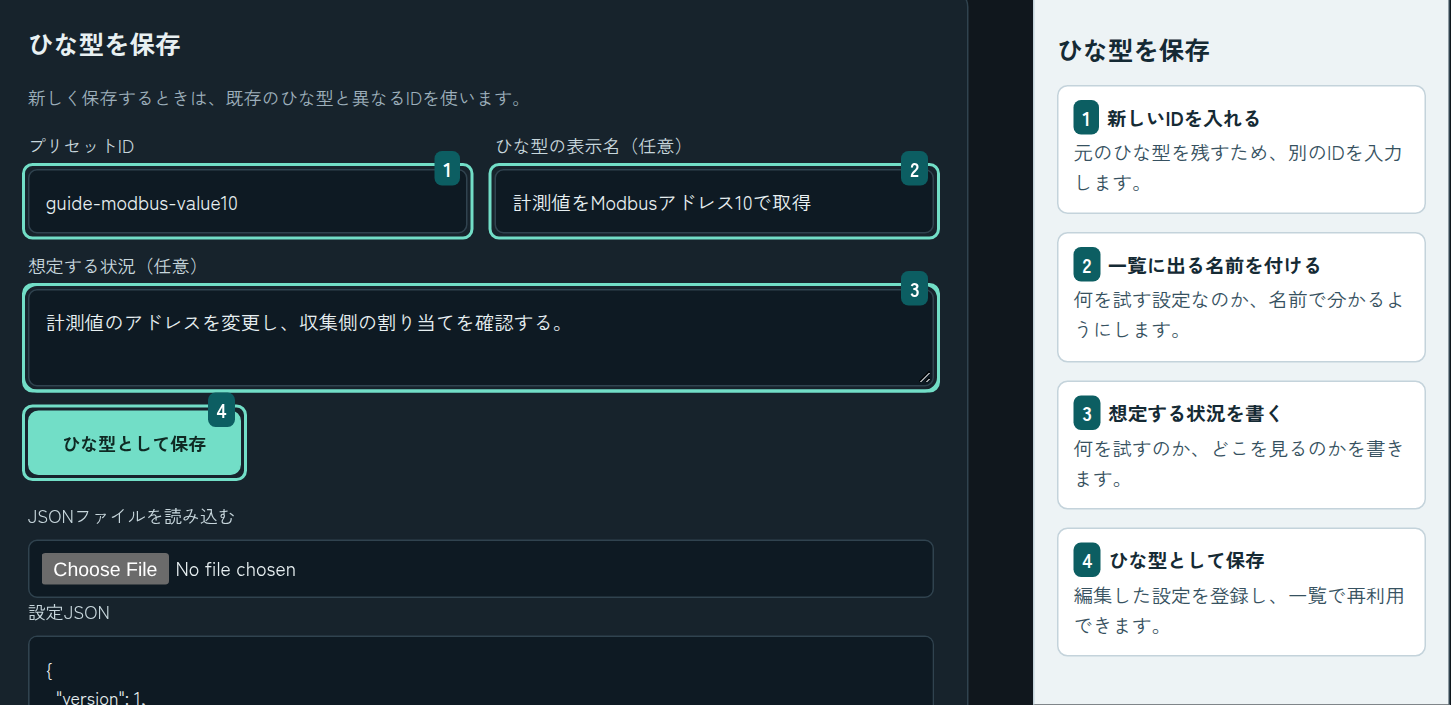 ひな型を保存
新しく保存するときは、既存のひな型と異なるIDを使います。
プリセットID
1
guide-modbus-value10
ひな型の表示名（任意）
2
計測値をModbusアドレス10で取得
想定する状況（任意）
3
計測値のアドレスを変更し、収集側の割り当てを確認する。
4
ひな型として保存
JSONファイルを読み込む
Choose File No file chosen
設定JSON
{
"version": 1,
ひな型を保存
1 新しいIDを入れる
元のひな型を残すため、別のIDを入力
します。
2 一覧に出る名前を付ける
何を試す設定なのか、名前で分かるよ
うにします。
3 想定する状況を書く
何を試すのか、どこを見るのかを書き
ます。
4 ひな型として保存
編集した設定を登録し、一覧で再利用
できます。